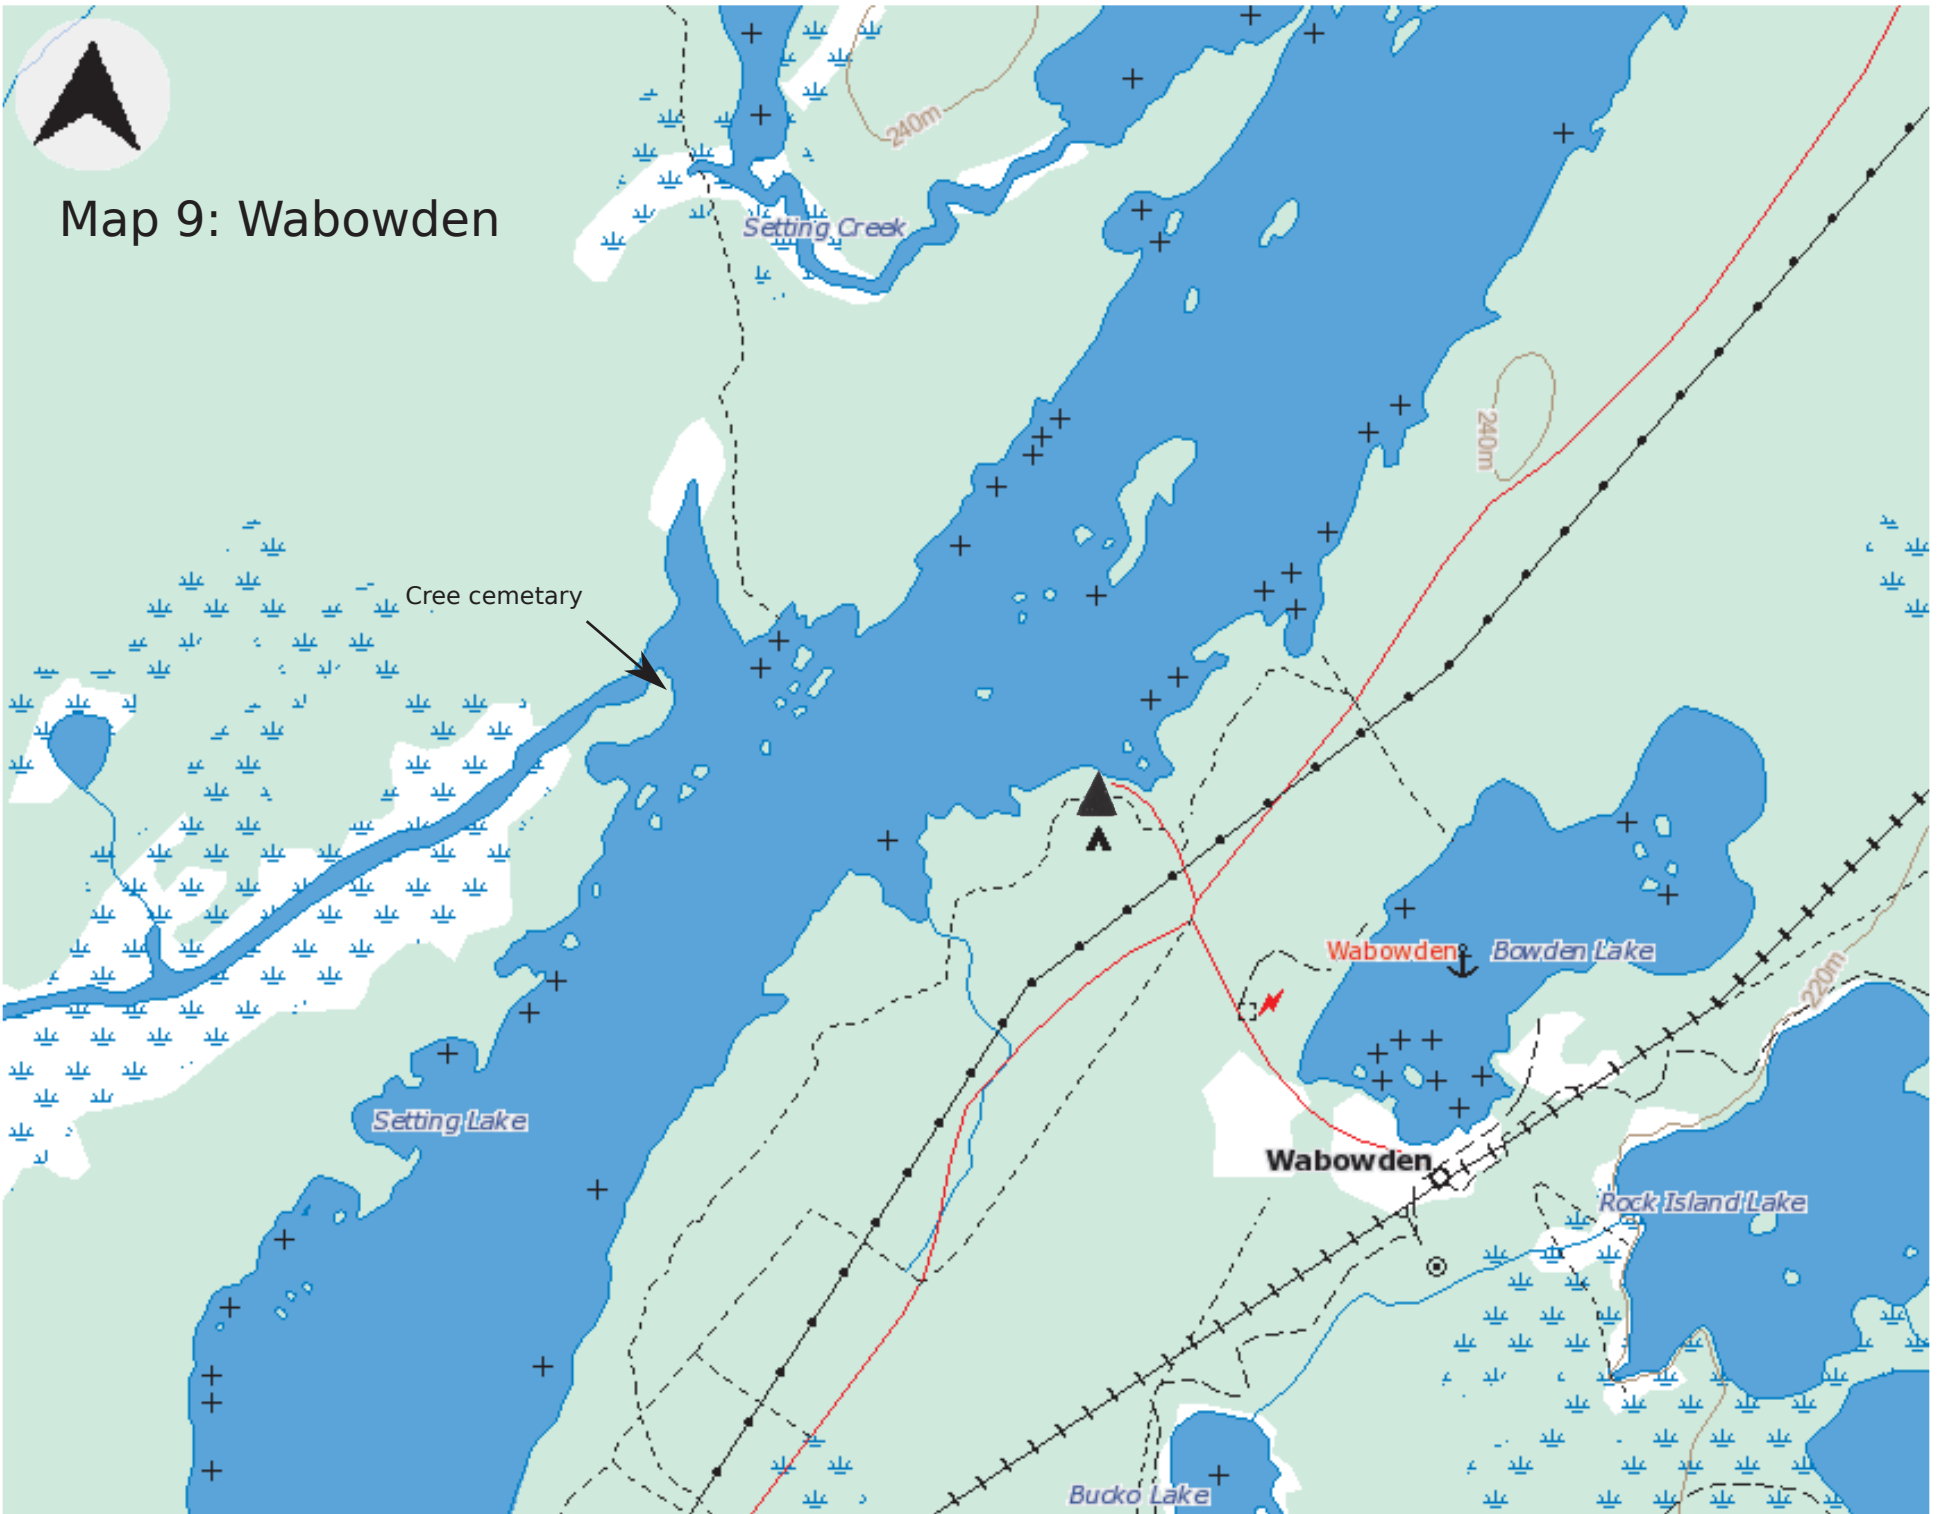 240m
Map 9: Wabowden
Setting Creek
240m
Cree cemetary
Wabowden
Bowden Lake
220m
Setting Lake
Wabowden
Rock Island Lake
Bucko Lake